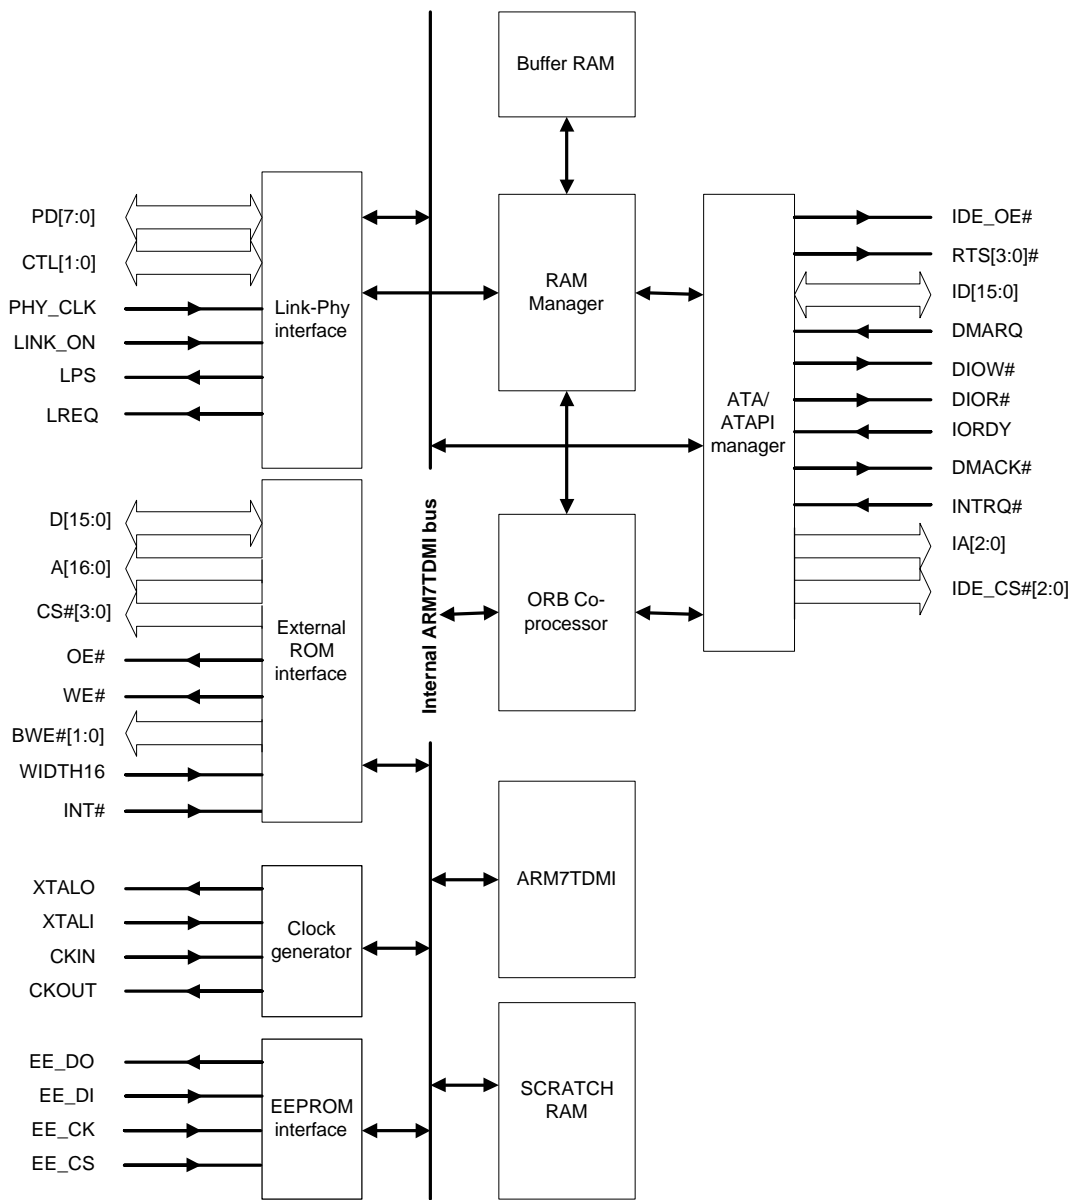 Buffer RAM
PD[7:0]
CTL[1:0]
PHY_CLK
LINK_ON
LPS
LREQ
Link-Phy
interface
RAM
Manager
ATA/
ATAPI
manager
IDE_OE#
RTS[3:0]#
ID[15:0]
DMARQ
DIOW#
DIOR#
IORDY
DMACK#
INTRQ#
IA[2:0]
IDE_CS#[2:0]
D[15:0]
A[16:0]
CS#[3:0]
OE#
WE#
BWE#[1:0]
WIDTH16
INT#
External
ROM
interface
Internal ARM7TDMI bus
ORB Co-
processor
XTALO
XTALI
CKIN
CKOUT
Clock
generator
ARM7TDMI
EE_DO
EE_DI
EE_CK
EE_CS
EEPROM
interface
SCRATCH
RAM